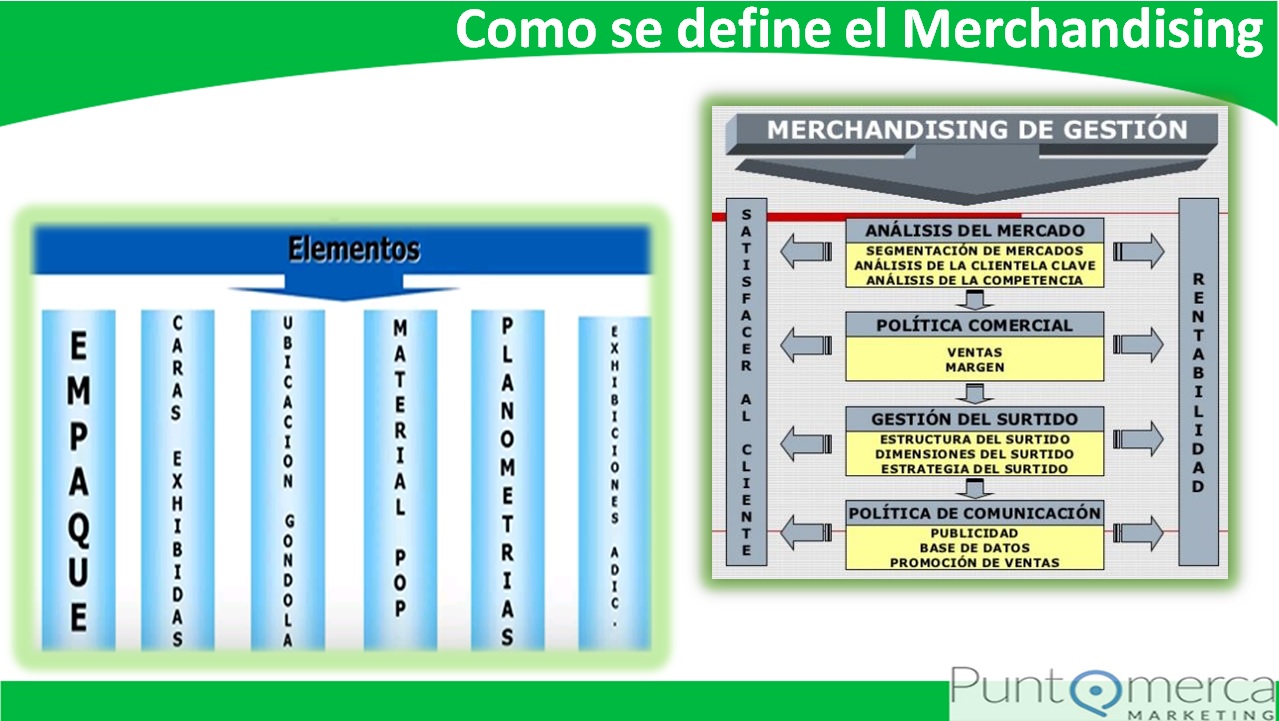 Como se define el Merchandising
Elementos
EMPAQUE
CARAS EXHIBIDAS
UBICACION GONDOLA
MATERIAL POP
PLANOMETRIAS
EXHIBICIONES ADIC.
MERCHANDISING DE GESTIÓN
SATISFACER AL CLIENTE
ANÁLISIS DEL MERCADO
SEGMENTACIÓN DE MERCADOS
ANÁLISIS DE LA CLIENTELA CLAVE
ANÁLISIS DE LA COMPETENCIA
POLÍTICA COMERCIAL
VENTAS
MARGEN
GESTIÓN DEL SURTIDO
ESTRUCTURA DEL SURTIDO
DIMENSIONES DEL SURTIDO
ESTRATEGIA DEL SURTIDO
POLÍTICA DE COMUNICACIÓN
PUBLICIDAD
BASE DE DATOS
PROMOCIÓN DE VENTAS
RENTABILIDAD
Puntomerca
MARKETING